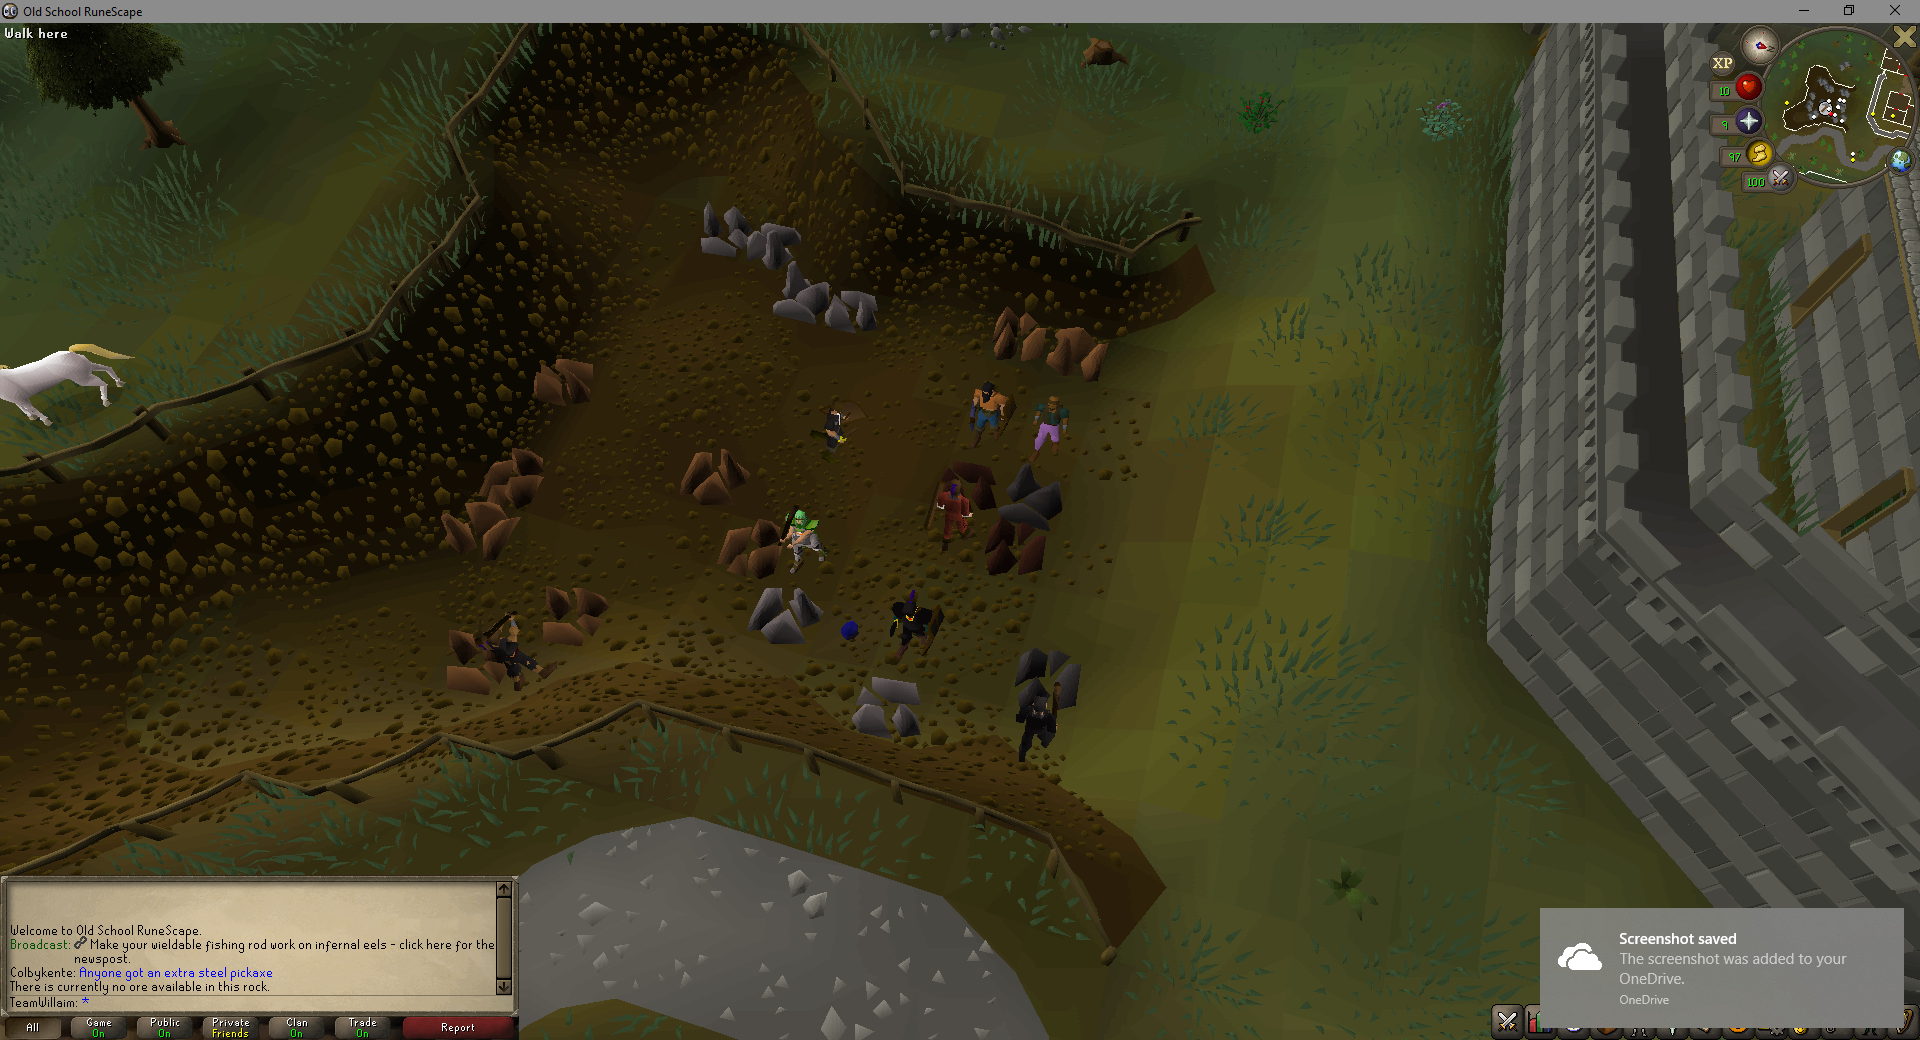 Old School RuneScape
Walk here
XP
10
9
97
100
Welcome to Old School RuneScape.
Broadcast: Make your wieldable fishing rod work on infernal eels - click here for the
newspost.
Colbykente: Anyone got an extra steel pickaxe
There is currently no ore available in this rock.
TeamWillaim: *
All
Game
On
Public
On
Private
Friends
Clan
On
Trade
On
Report
Screenshot saved
The screenshot was added to your
OneDrive.
OneDrive